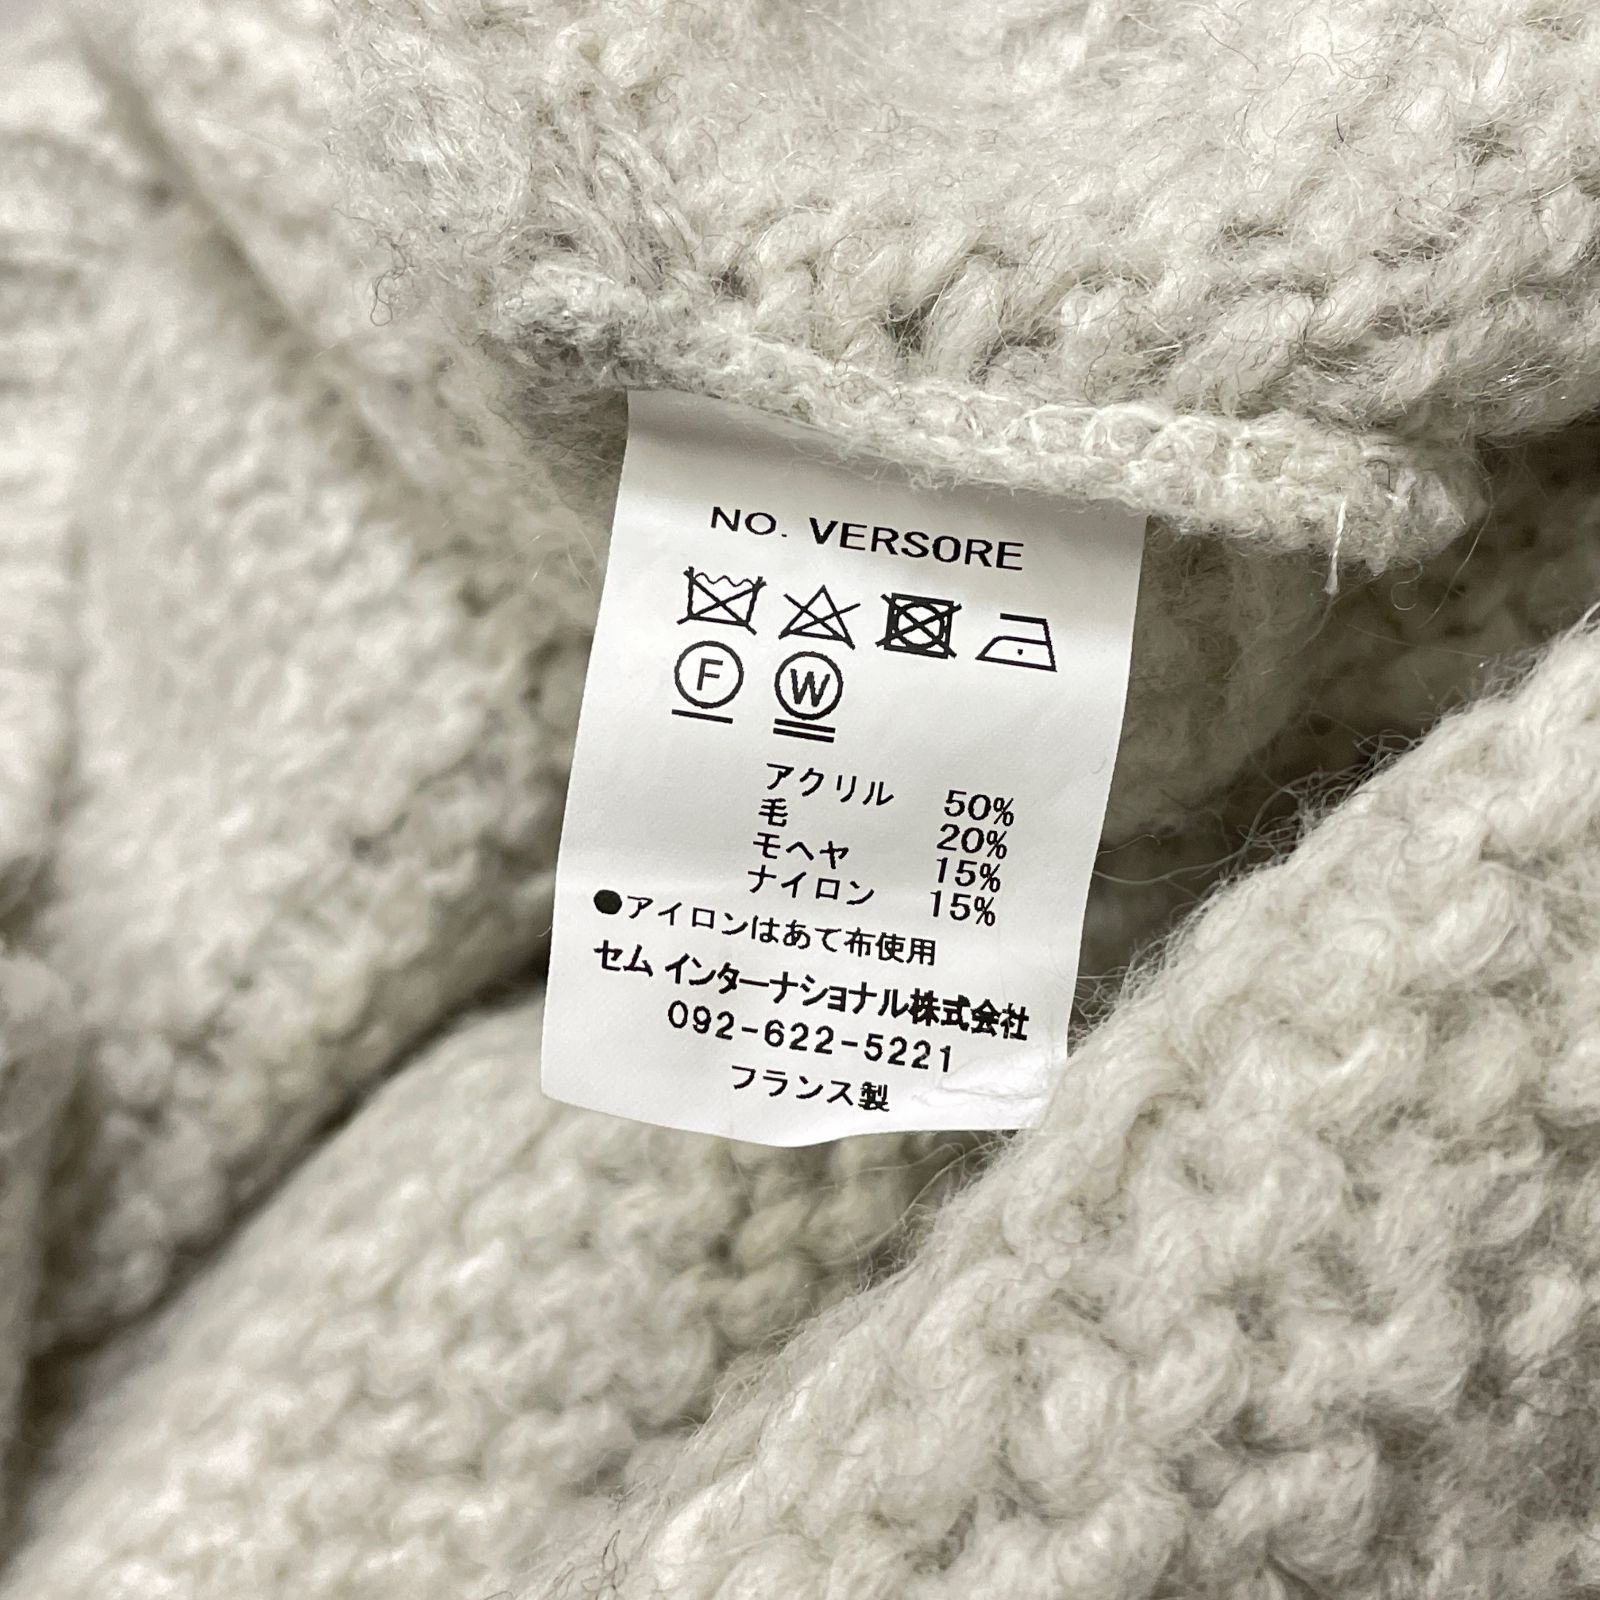 NO. VERSORE
F W
アクリル 50%
毛 20%
モヘヤ 15%
ナイロン 15%
●アイロンはあて布使用
セム インターナショナル株式会社
092-622-5221
フランス製